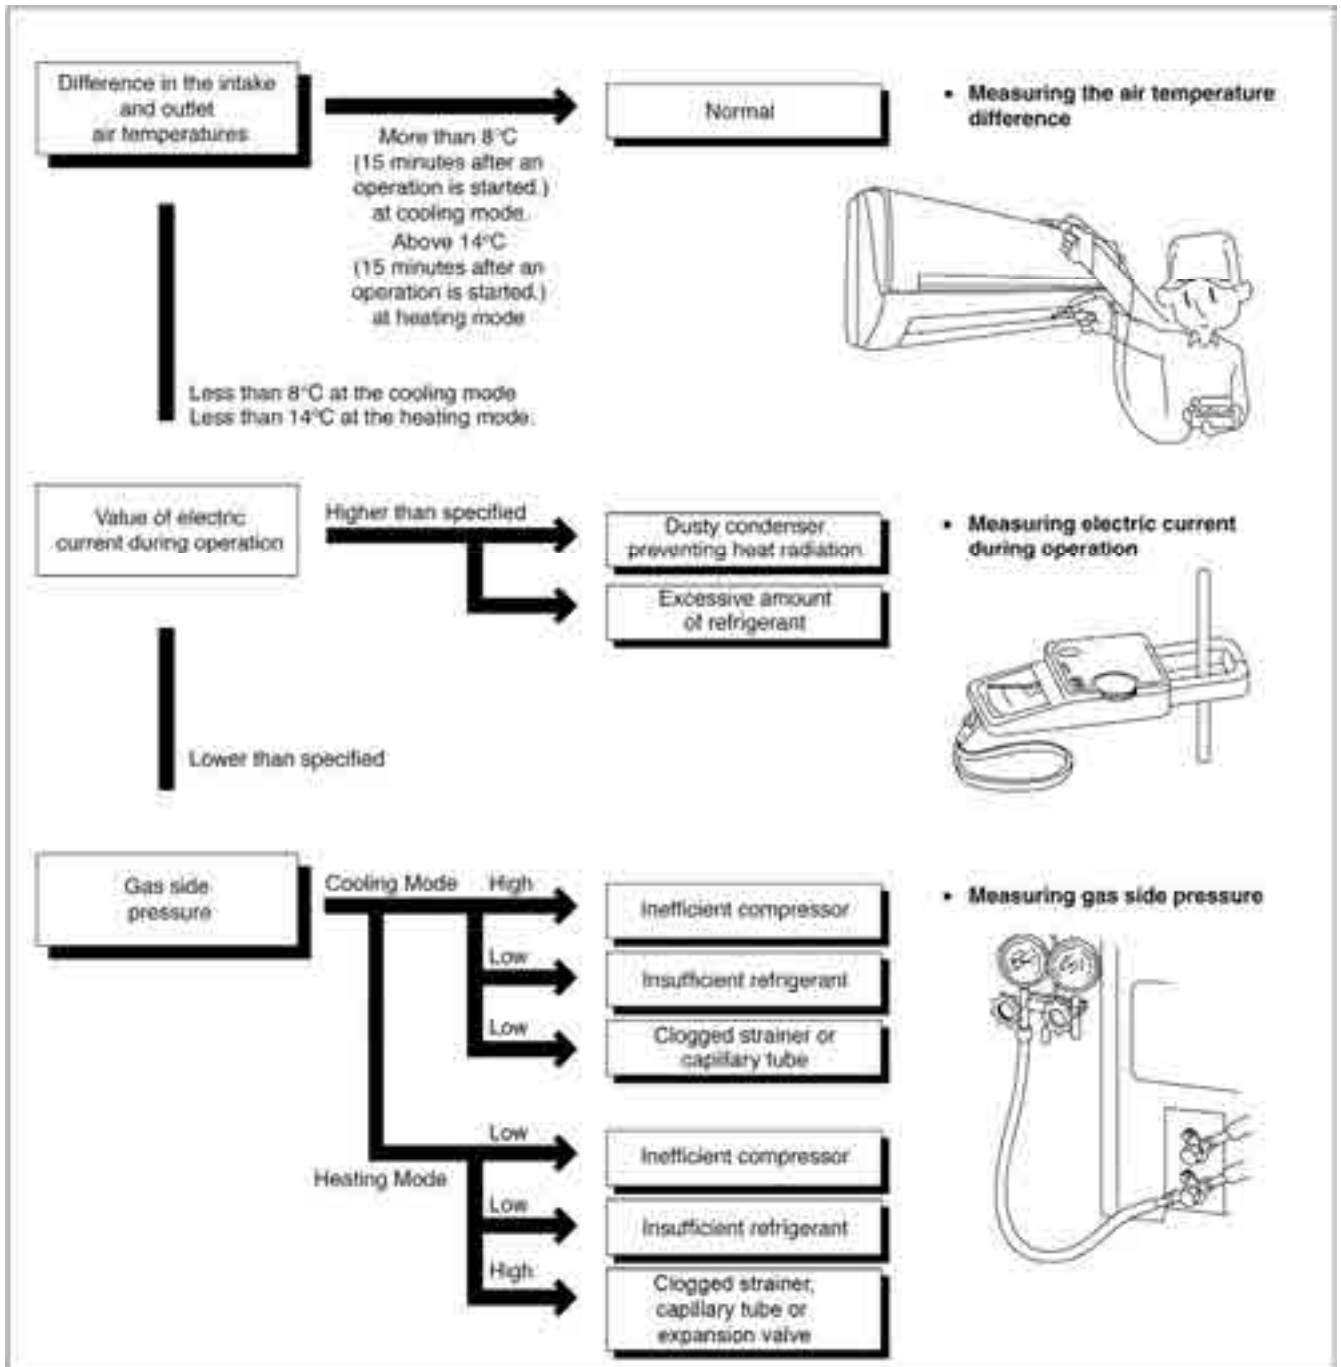 Difference in the intake
and outlet
air temperatures
More than 8°C
(15 minutes after an
operation is started.)
at cooling mode.
Above 14°C
(15 minutes after an
operation is started.)
at heating mode
Normal
• Measuring the air temperature
difference
Less than 8°C at the cooling mode
Less than 14°C at the heating mode.
Value of electric
current during operation
Higher than specified
Dusty condenser
preventing heat radiation
Excessive amount
of refrigerant
• Measuring electric current
during operation
Lower than specified
Gas side
pressure
Cooling Mode
High
Inefficient compressor
Low
Insufficient refrigerant
Low
Clogged strainer or
capillary tube
• Measuring gas side pressure
Heating Mode
Low
Inefficient compressor
Low
Insufficient refrigerant
High
Clogged strainer,
capillary tube or
expansion valve